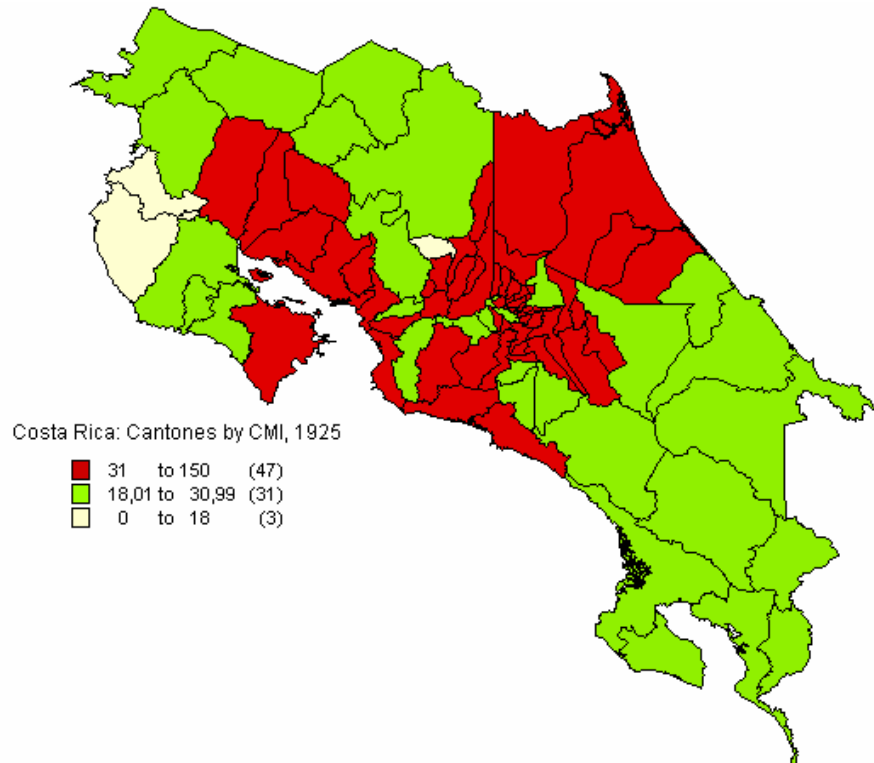 Costa Rica: Cantones by CMI, 1925
31 to 150 (47)
18,01 to 30,99 (31)
0 to 18 (3)